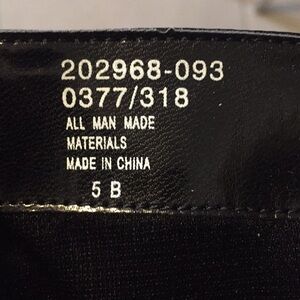 202968-093
0377/318
ALL MAN MADE
MATERIALS
MADE IN CHINA
5 B